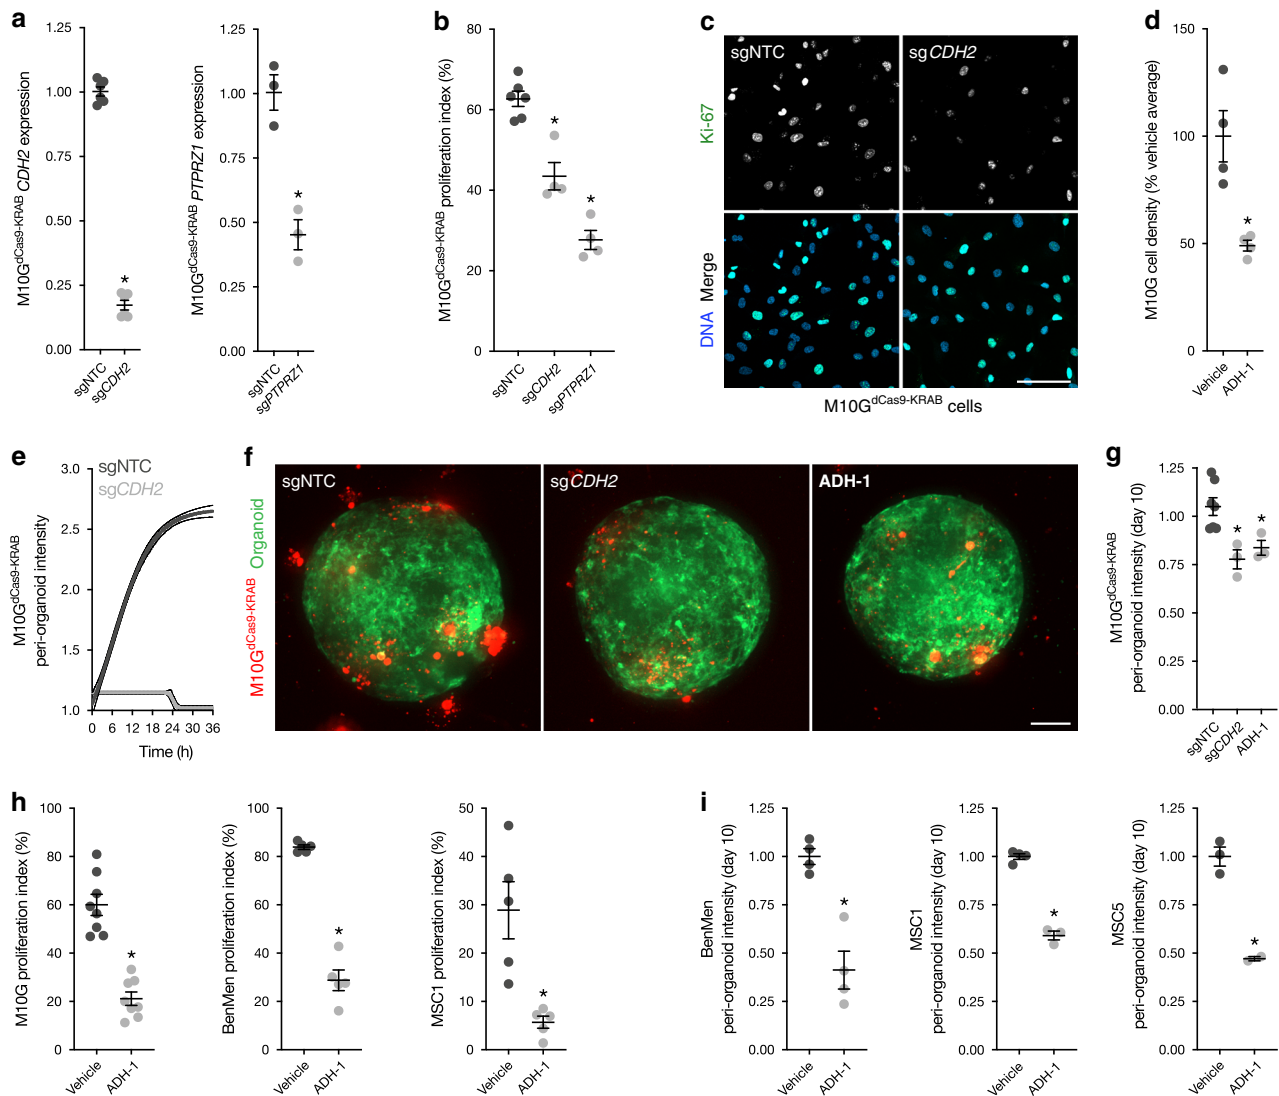 a
M10GdCas9-KRAB CDH2 expression
1.25
1.00
0.75
0.50
0.25
0.00
*
sgNTC
sgCDH2
M10GdCas9-KRAB PTPRZ1 expression
1.25
1.00
0.75
0.50
0.25
0.00
*
sgNTC
sgPTPRZ1
b
M10GdCas9-KRAB proliferation index (%)
80
60
40
20
0
*
*
sgNTC
sgCDH2
sgPTPRZ1
c
sgNTC
sgCDH2
Ki-67
DNA Merge
M10GdCas9-KRAB cells
d
M10G cell density (% vehicle average)
150
100
50
0
*
Vehicle
ADH-1
e
sgNTC
sgCDH2
M10GdCas9-KRAB
peri-organoid intensity
3.0
2.5
2.0
1.5
1.0
0 6 12 18 24 30 36
Time (h)
f
M10GdCas9-KRAB Organoid
sgNTC
sgCDH2
ADH-1
g
M10GdCas9-KRAB
peri-organoid intensity (day 10)
1.25
1.00
0.75
0.50
0.25
0.00
*
*
sgNTC
sgCDH2
ADH-1
h
M10G proliferation index (%)
100
80
60
40
20
0
*
Vehicle
ADH-1
BenMen proliferation index (%)
100
80
60
40
20
0
*
Vehicle
ADH-1
MSC1 proliferation index (%)
50
40
30
20
10
0
*
Vehicle
ADH-1
i
BenMen
peri-organoid intensity (day 10)
1.25
1.00
0.75
0.50
0.25
0.00
*
Vehicle
ADH-1
MSC1
peri-organoid intensity (day 10)
1.25
1.00
0.75
0.50
0.25
0.00
*
Vehicle
ADH-1
MSC5
peri-organoid intensity (day 10)
1.25
1.00
0.75
0.50
0.25
0.00
*
Vehicle
ADH-1